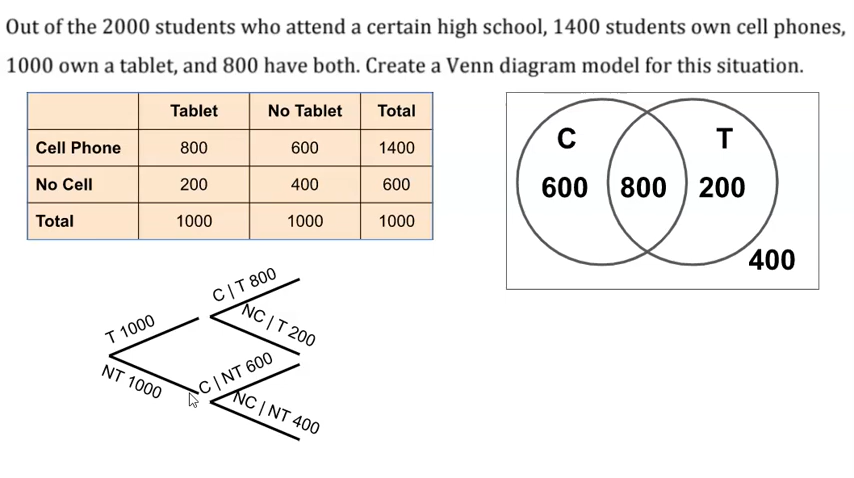 Out of the 2000 students who attend a certain high school, 1400 students own cell phones,
1000 own a tablet, and 800 have both. Create a Venn diagram model for this situation.
Tablet No Tablet Total
Cell Phone 800 600 1400
No Cell 200 400 600
Total 1000 1000 1000
C T
600 800 200
400
C | T 800
T 1000
NC | T 200
NT 1000
C | NT 600
NC | NT 400